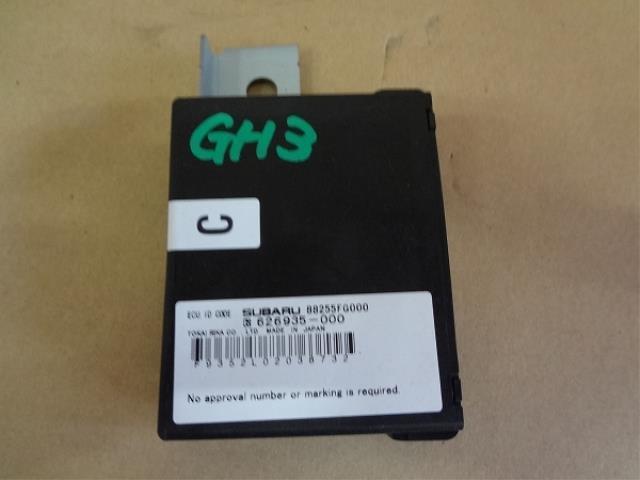 GH3
C
ECU ID CODE SUBARU 88255FG000
626935-000
TOKAI RIKA CO., LTD. MADE IN JAPAN
F9352L02038732
No approval number or marking is required.